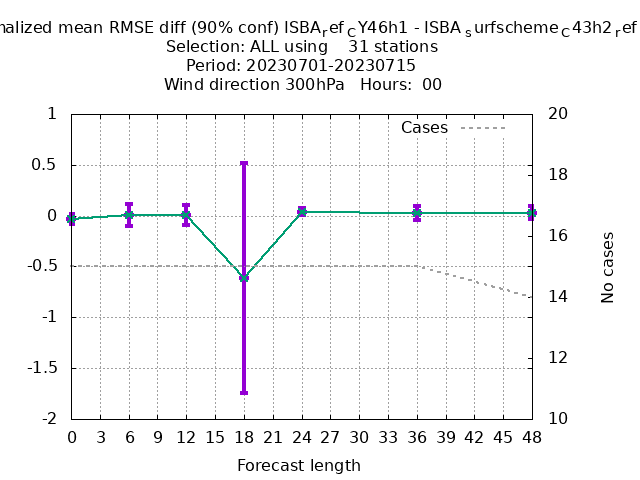 nalized mean RMSE diff (90% conf) ISBA_ref_CY46h1 - ISBA_surfscheme_C43h2_ref
Selection: ALL using 31 stations
Period: 20230701-20230715
Wind direction 300hPa Hours: 00
Cases
1
0.5
0
-0.5
-1
-1.5
-2
20
18
16
14
12
10
No cases
0 3 6 9 12 15 18 21 24 27 30 33 36 39 42 45 48
Forecast length